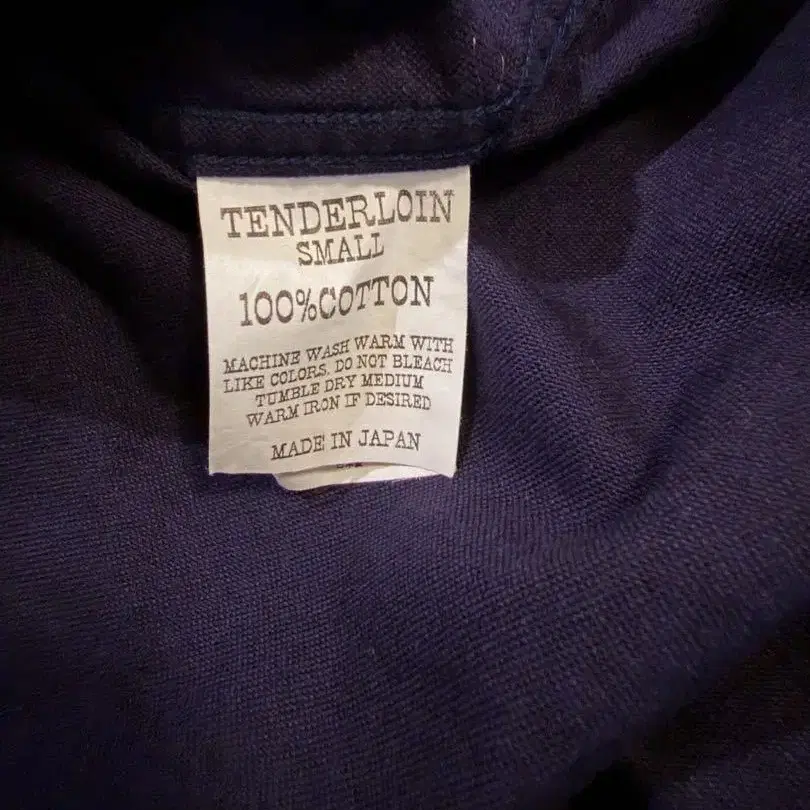 TENDERLOIN
SMALL
100%COTTON
MACHINE WASH WARM WITH
LIKE COLORS. DO NOT BLEACH
TUMBLE DRY MEDIUM
WARM IRON IF DESIRED
MADE IN JAPAN